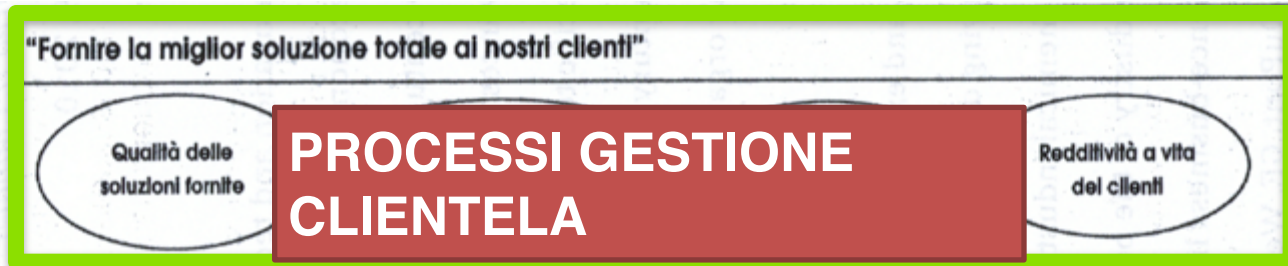 "Fornire la miglior soluzione totale ai nostri clienti"
Qualità delle
soluzioni fornite
PROCESSI GESTIONE
CLIENTELA
Redditività a vita
dei clienti